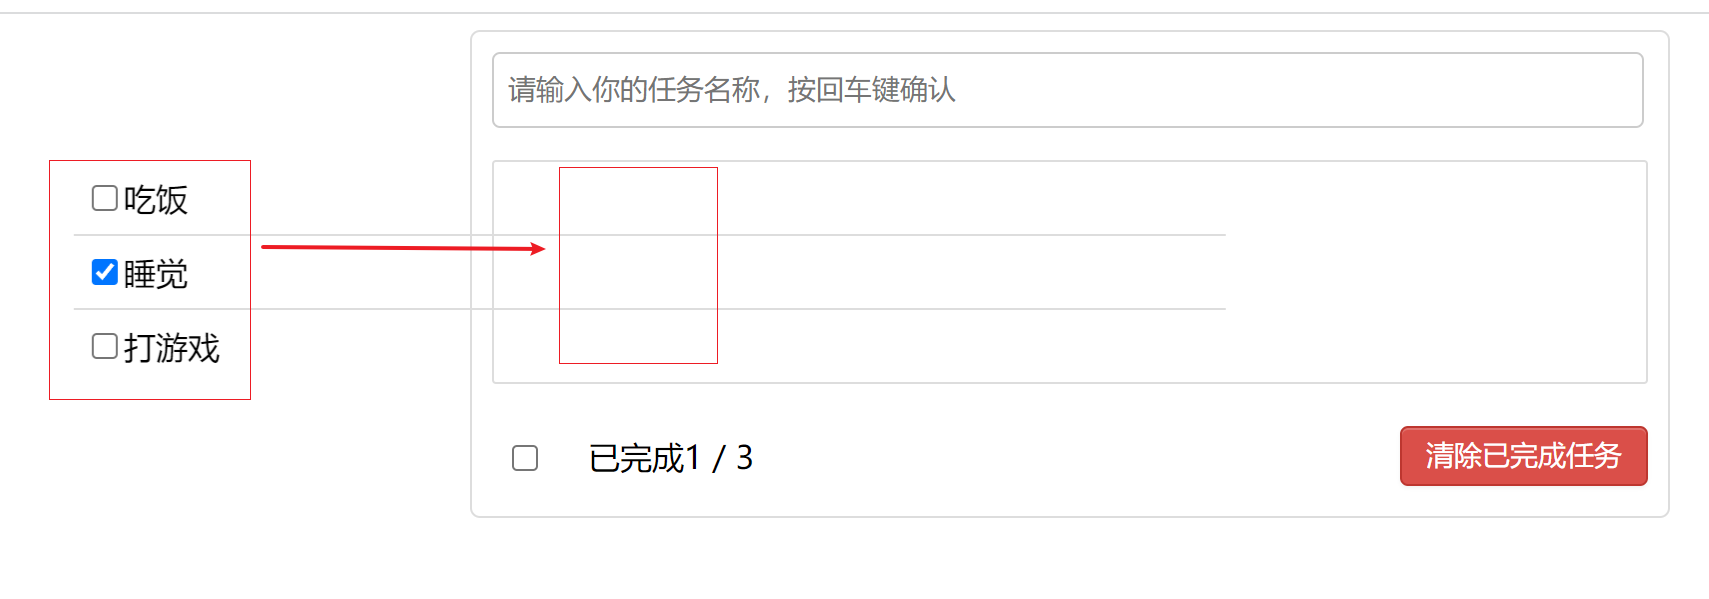 请输入你的任务名称，按回车键确认
吃饭
睡觉
打游戏
已完成1 / 3
清除已完成任务